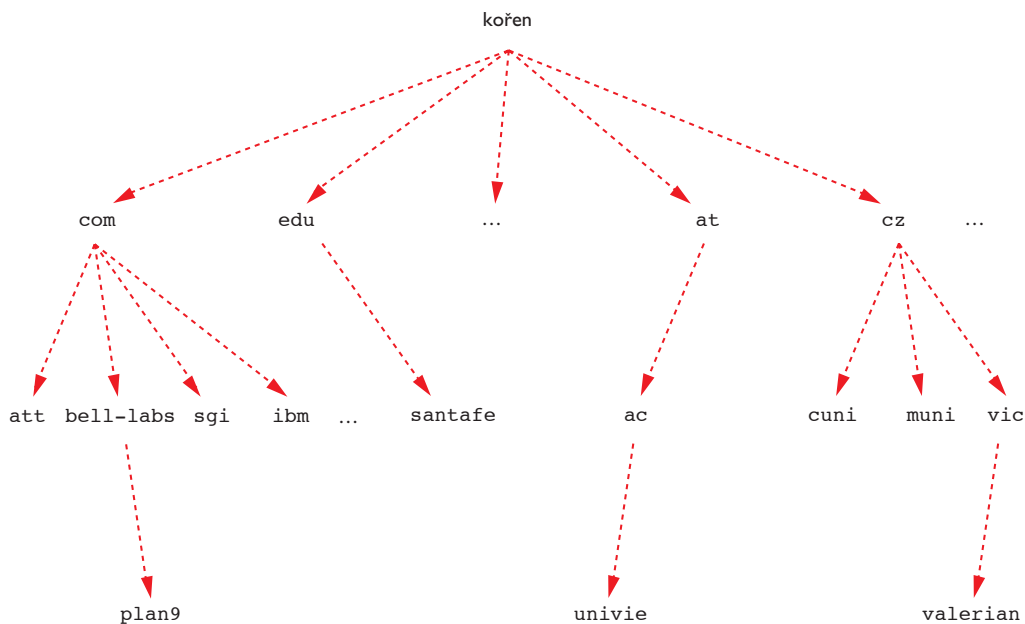 kořen
com edu ... at cz ...
att bell-labs sgi ibm ... santafe ac cuni muni vic
plan9 univie valerian